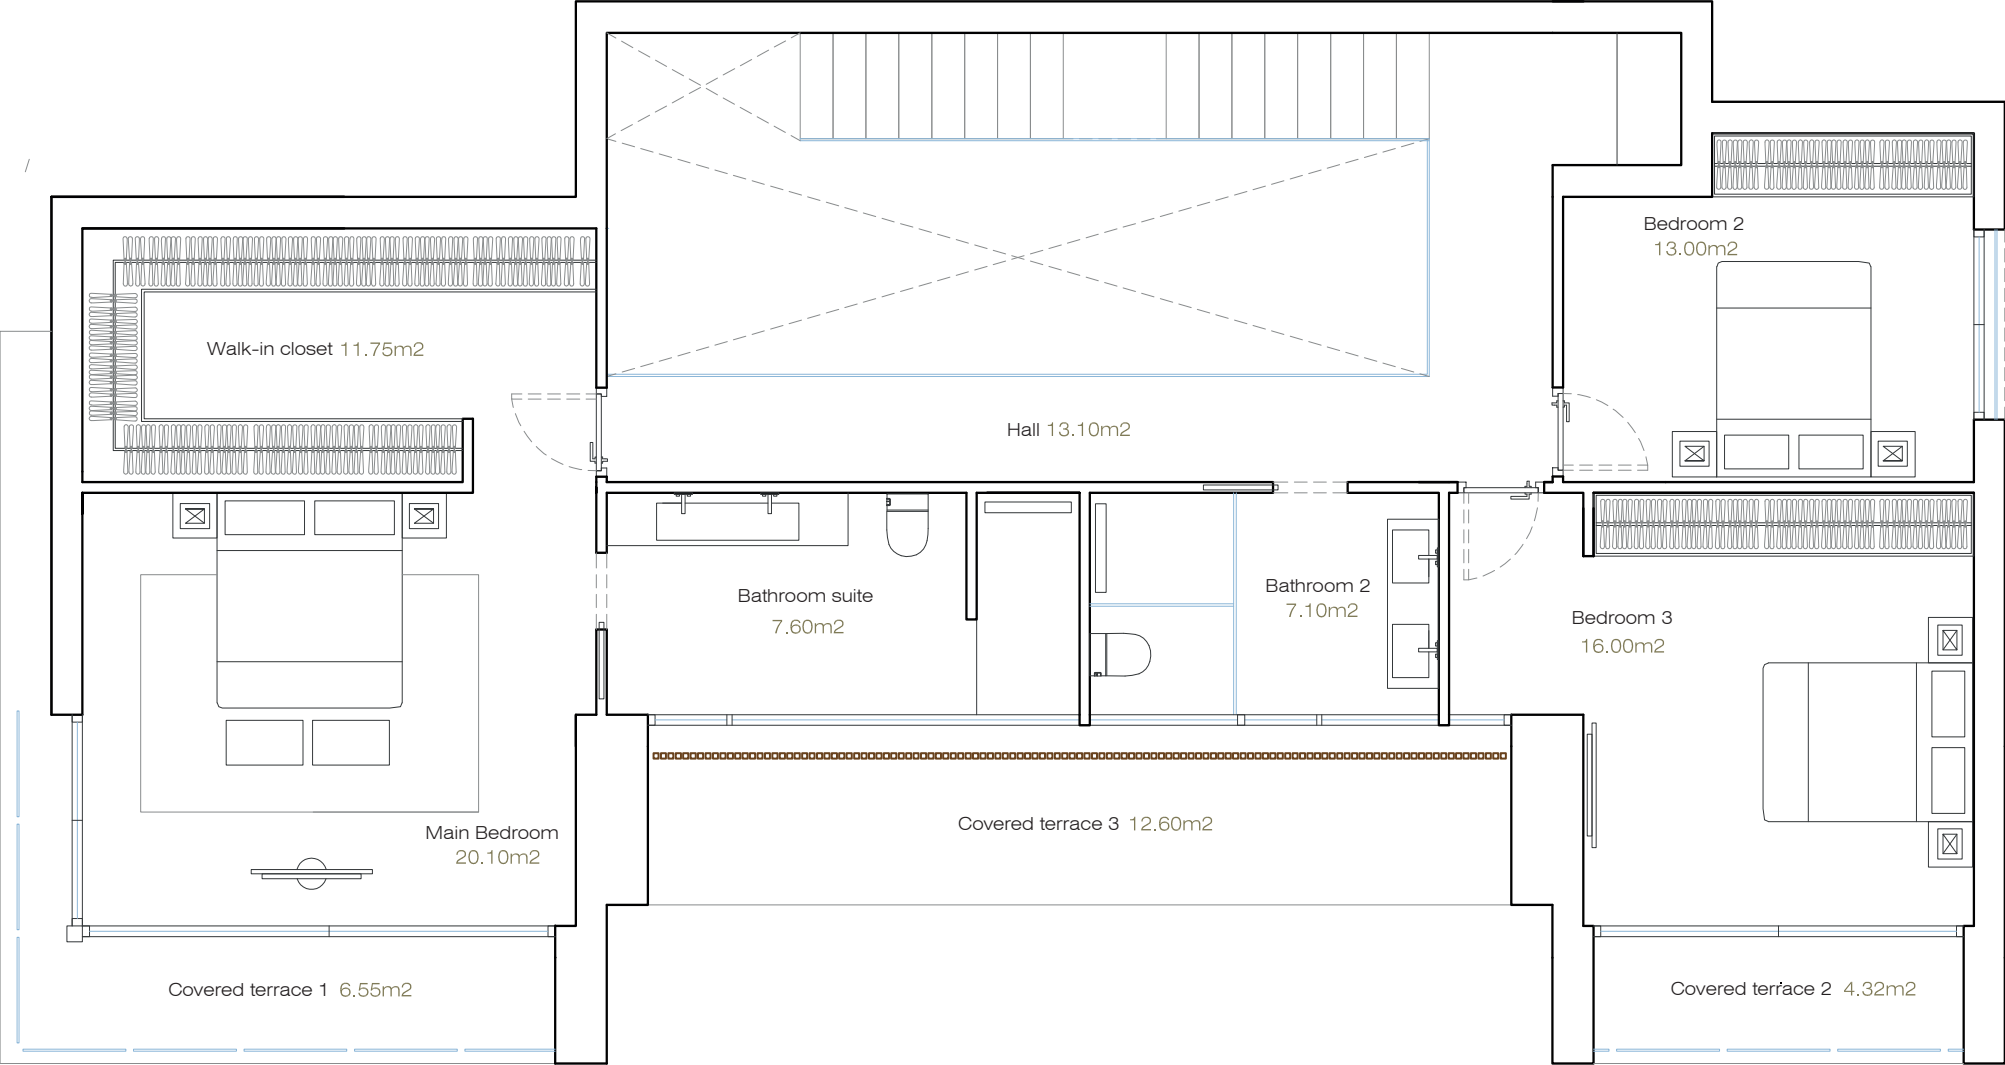 Bedroom 2
13.00m2
Walk-in closet 11.75m2
Hall 13.10m2
Bathroom 2
7.10m2
Bathroom suite
7.60m2
Bedroom 3
16.00m2
Covered terrace 3 12.60m2
Main Bedroom
20.10m2
Covered terrace 1 6.55m2
Covered terrace 2 4.32m2